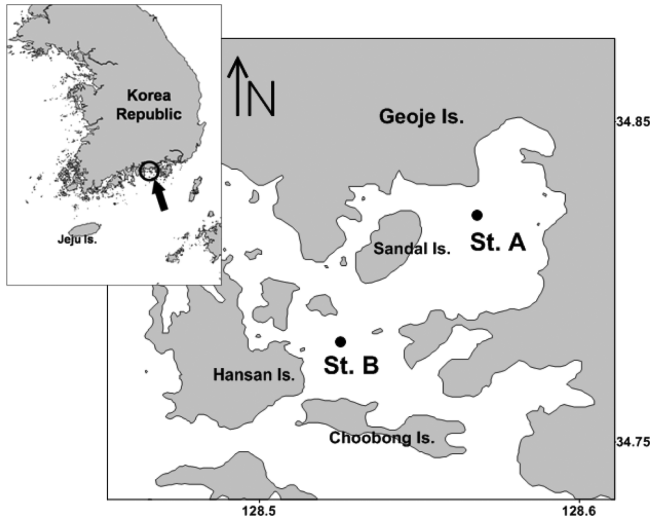 Korea
Republic
Jeju Is.
N
Geoje Is.
Sandal Is.
St. A
St. B
Hansan Is.
Choobong Is.
34.85
34.75
128.5
128.6